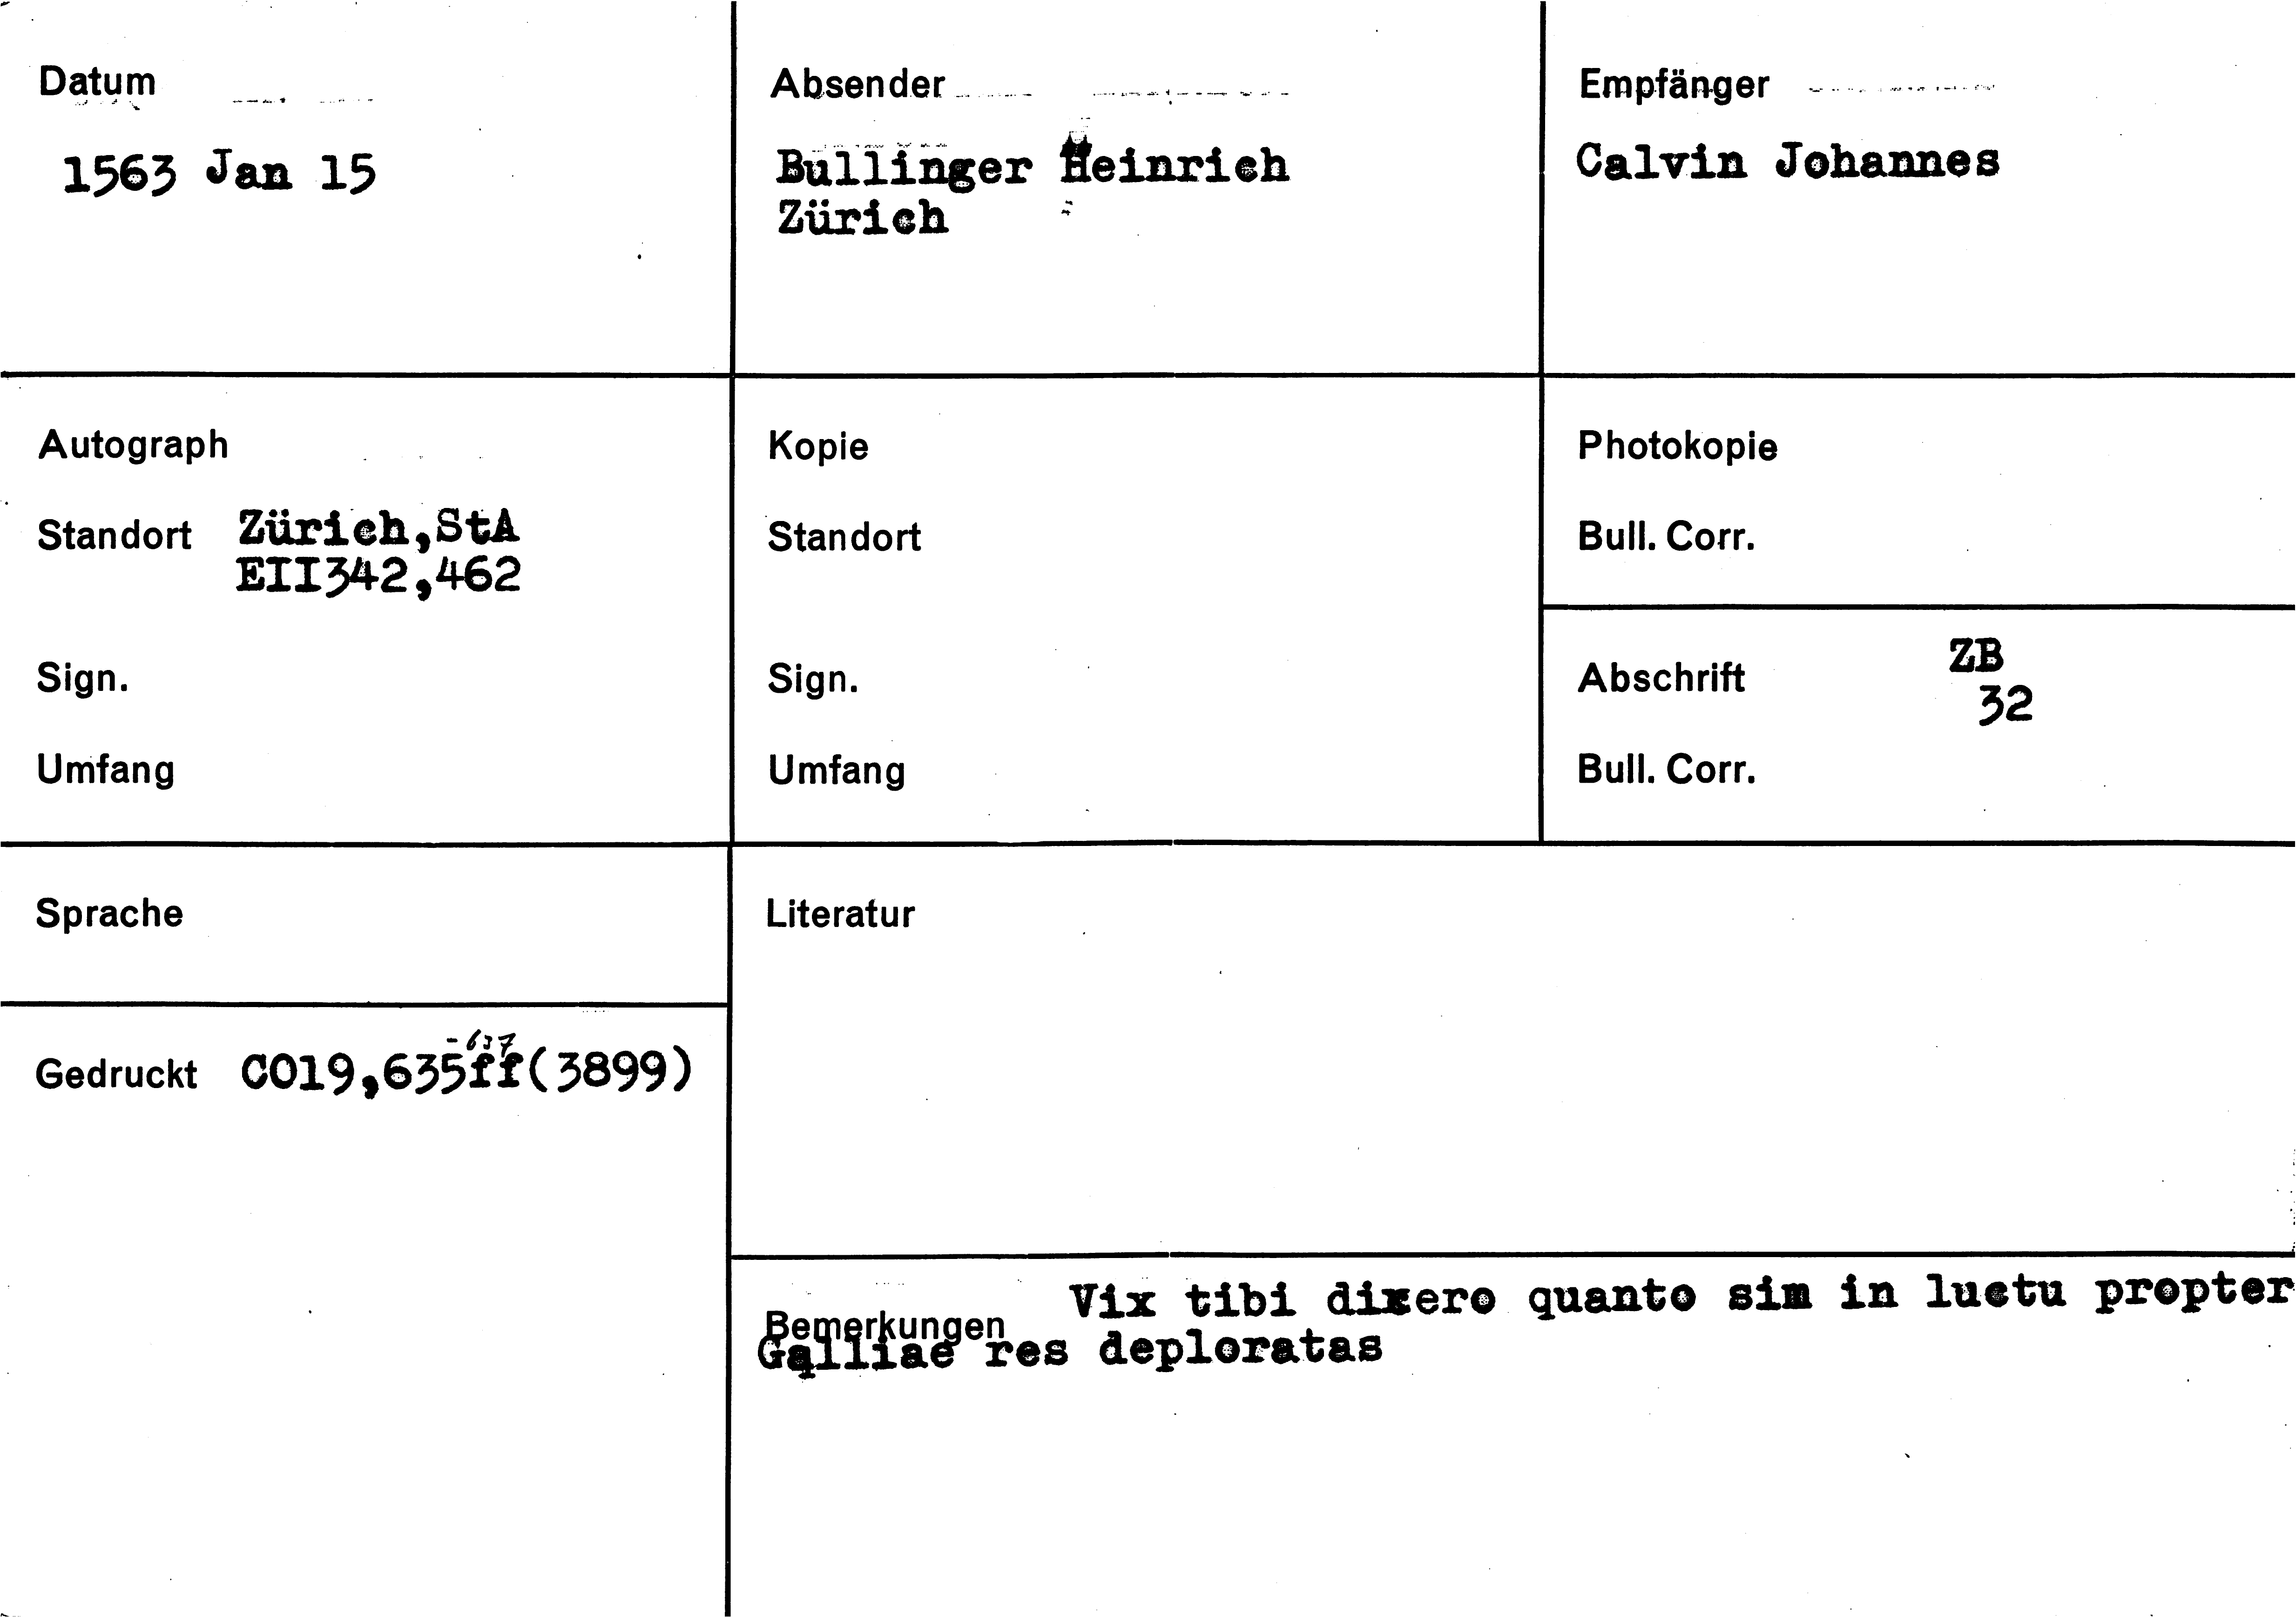 Datum
1563 Jan 15
Absender
Bullinger Heinrich
Zürich
Empfänger
Calvin Johannes
Autograph
Standort Zürich,StA
EII342,462
Sign.
Umfang
Kopie
Standort
Sign.
Umfang
Photokopie
Bull. Corr.
Abschrift ZB
32
Bull. Corr.
Sprache
Gedruckt CO19,635ff(3899)
-637
Literatur
Bemerkungen Vix tibi dixero quanto sim in luctu propter
Galliae res deploratas